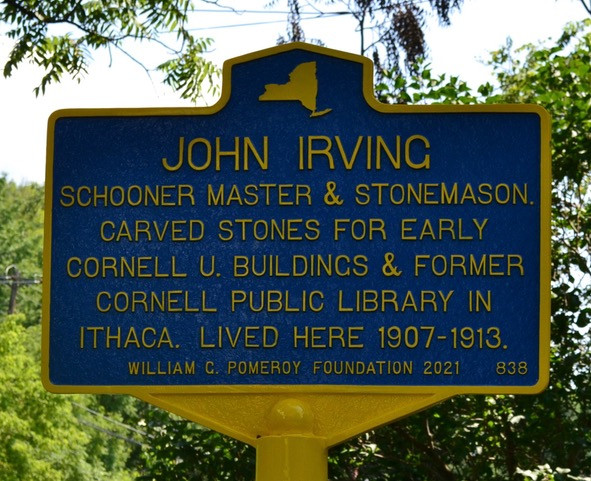 JOHN IRVING
SCHOONER MASTER & STONEMASON.
CARVED STONES FOR EARLY
CORNELL U. BUILDINGS & FORMER
CORNELL PUBLIC LIBRARY IN
ITHACA. LIVED HERE 1907-1913.
WILLIAM G. POMEROY FOUNDATION 2021 838